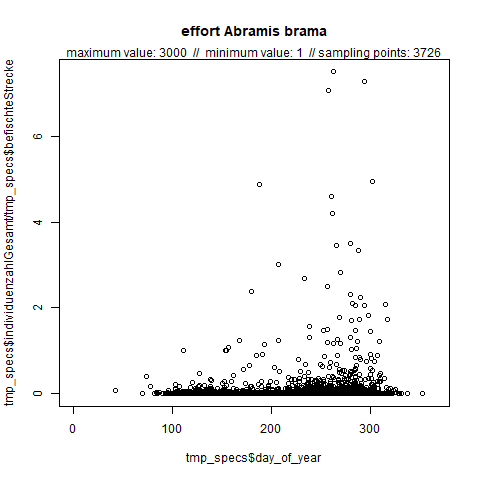 effort Abramis brama
maximum value: 3000 // minimum value: 1 // sampling points: 3726
tmp_specs$individuenzahlGesamt/tmp_specs$befischteStrecke
6
4
2
0
0 100 200 300
tmp_specs$day_of_year